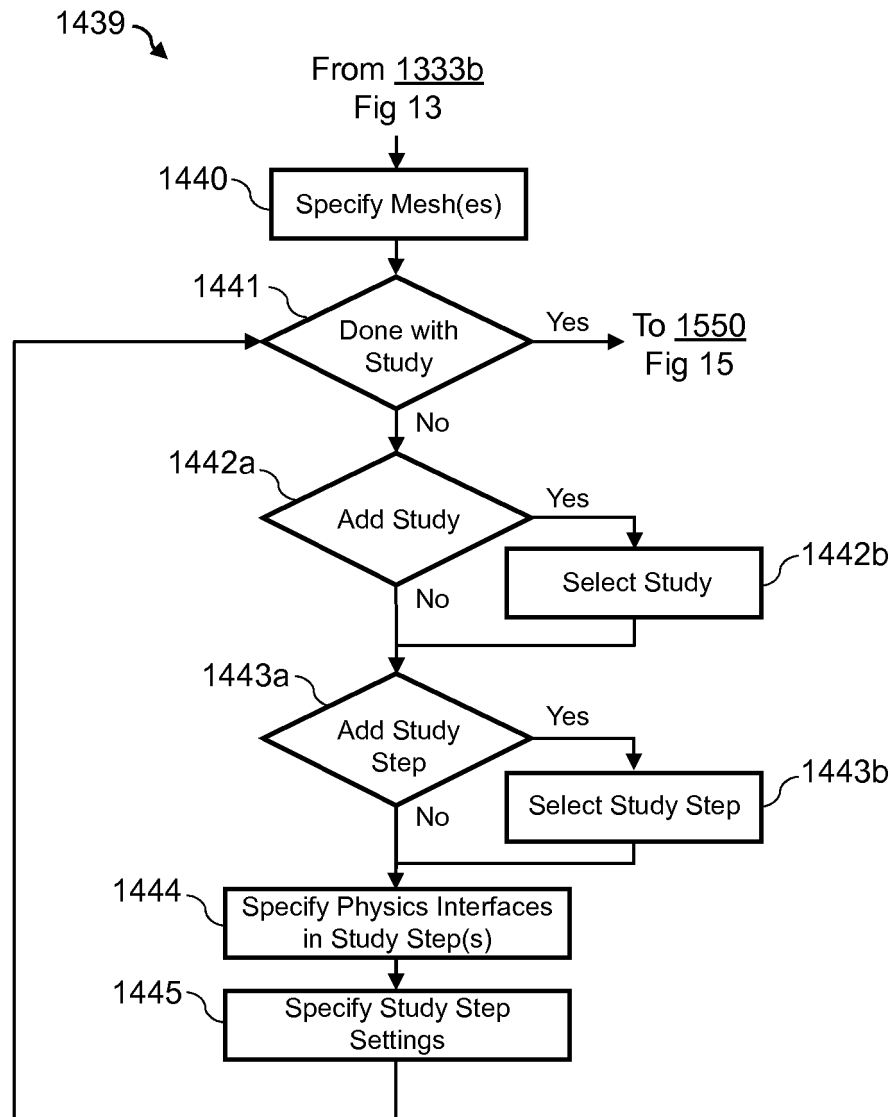 1439
From 1333b
Fig 13
1440
Specify Mesh(es)
1441
Done with
Study
Yes
To 1550
Fig 15
No
1442a
Add Study
Yes
1442b
Select Study
No
1443a
Add Study
Step
Yes
1443b
Select Study Step
No
1444
Specify Physics Interfaces
in Study Step(s)
1445
Specify Study Step
Settings